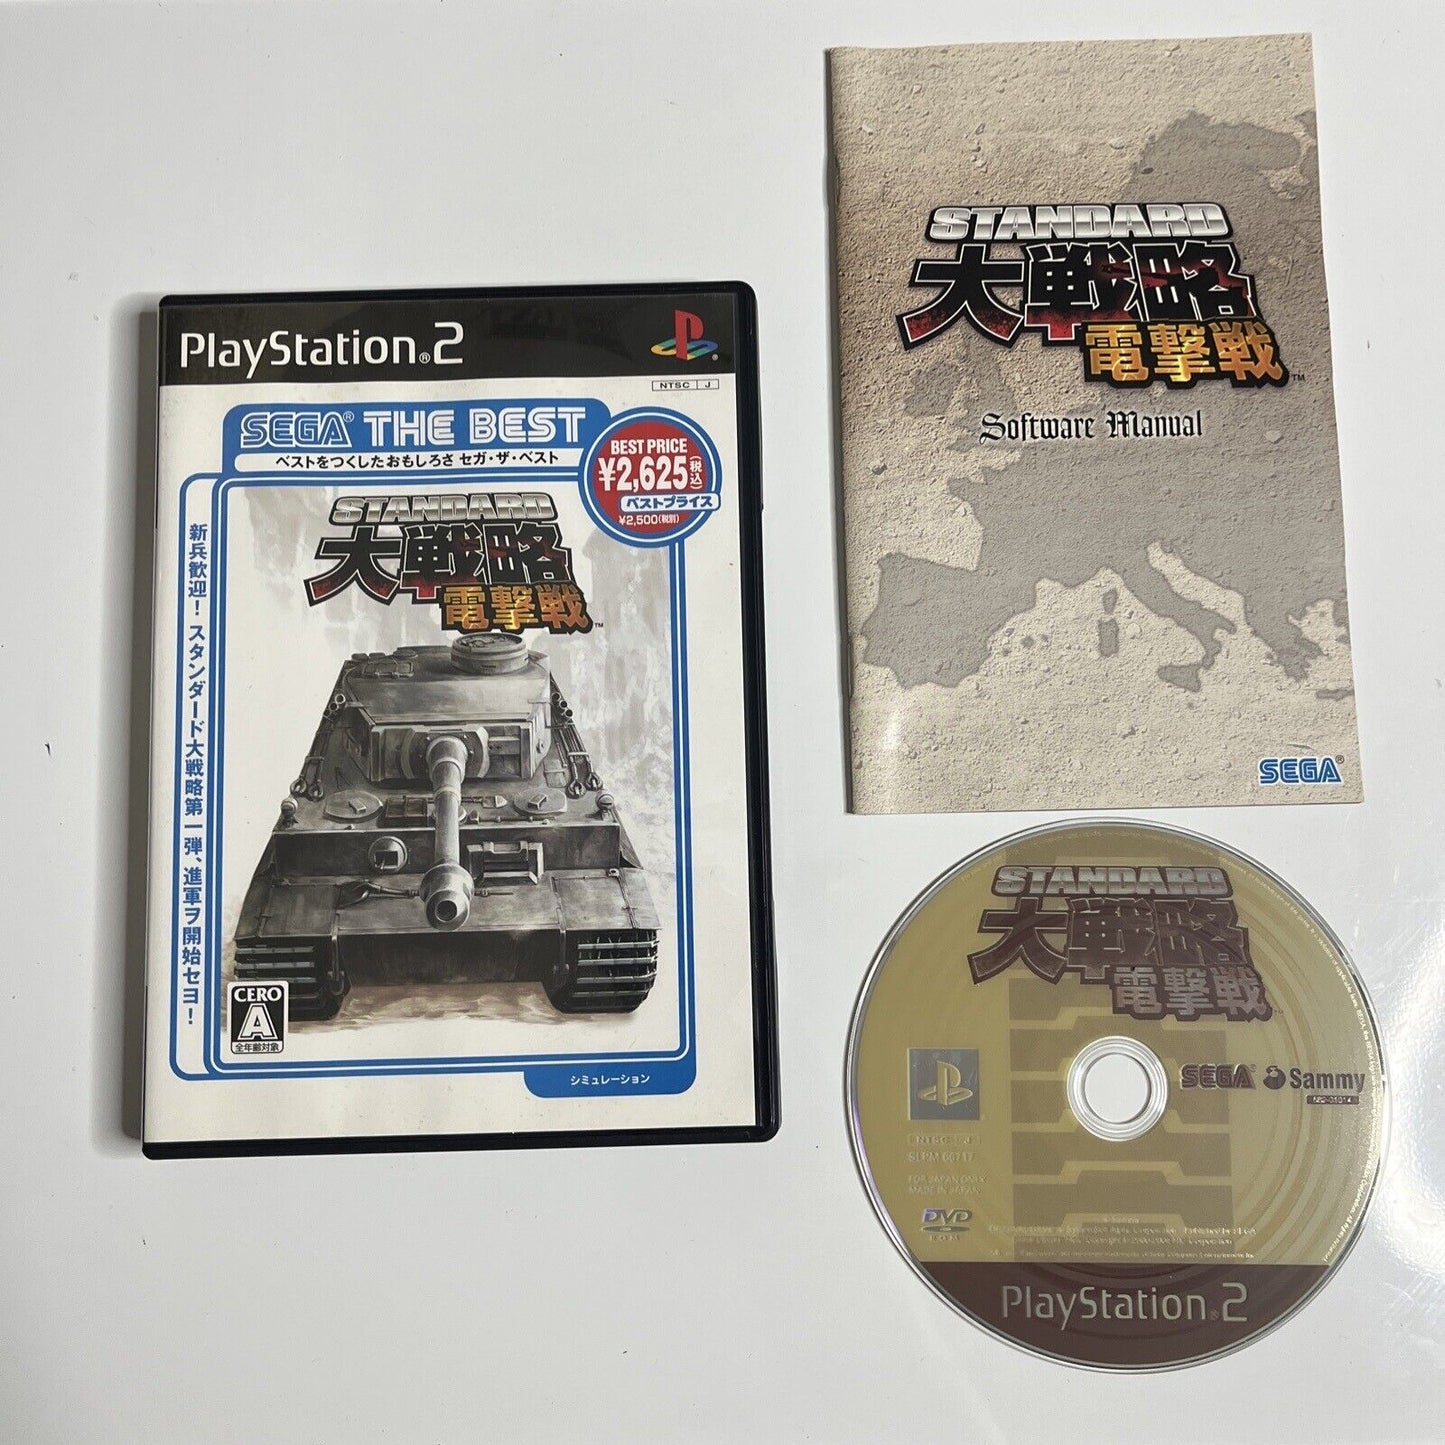 PlayStation®2
NTSC J
SEGA® THE BEST
ベストをつくしたおもしろさ セガ・ザ・ベスト
BEST PRICE
¥2,625(税込)
ベストプライス
¥2,500(税別)
新兵歓迎！スタンダード大戦略第一弾、進軍ヲ開始セヨ！
STANDARD
大戦略
電撃戦™
CERO
A
全年齢対象
シミュレーション
STANDARD
大戦略
電撃戦™
Software Manual
SEGA®
STANDARD
大戦略
電撃戦
SEGA® Sammy
NTSC J
FOR JAPAN ONLY
MADE IN JAPAN
DVD
PlayStation®2